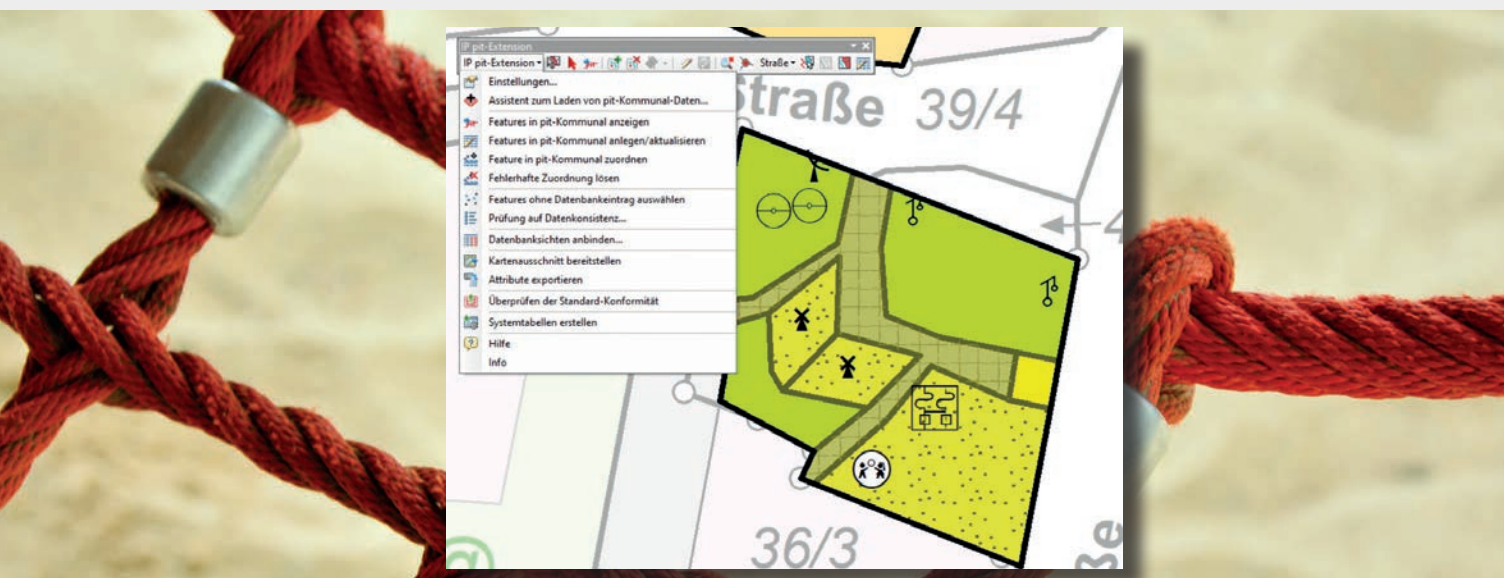 IP pit-Extension
IP pit-Extension
Straße
Einstellungen...
Assistent zum Laden von pit-Kommunal-Daten...
Features in pit-Kommunal anzeigen
Features in pit-Kommunal anlegen/aktualisieren
Feature in pit-Kommunal zuordnen
Fehlerhafte Zuordnung lösen
Features ohne Datenbankeintrag auswählen
Prüfung auf Datenkonsistenz...
Datenbanksichten anbinden...
Kartenausschnitt bereitstellen
Attribute exportieren
Überprüfen der Standard-Konformität
Systemtabellen erstellen
Hilfe
Info
Straße 39/4
4
36/3
ße
@